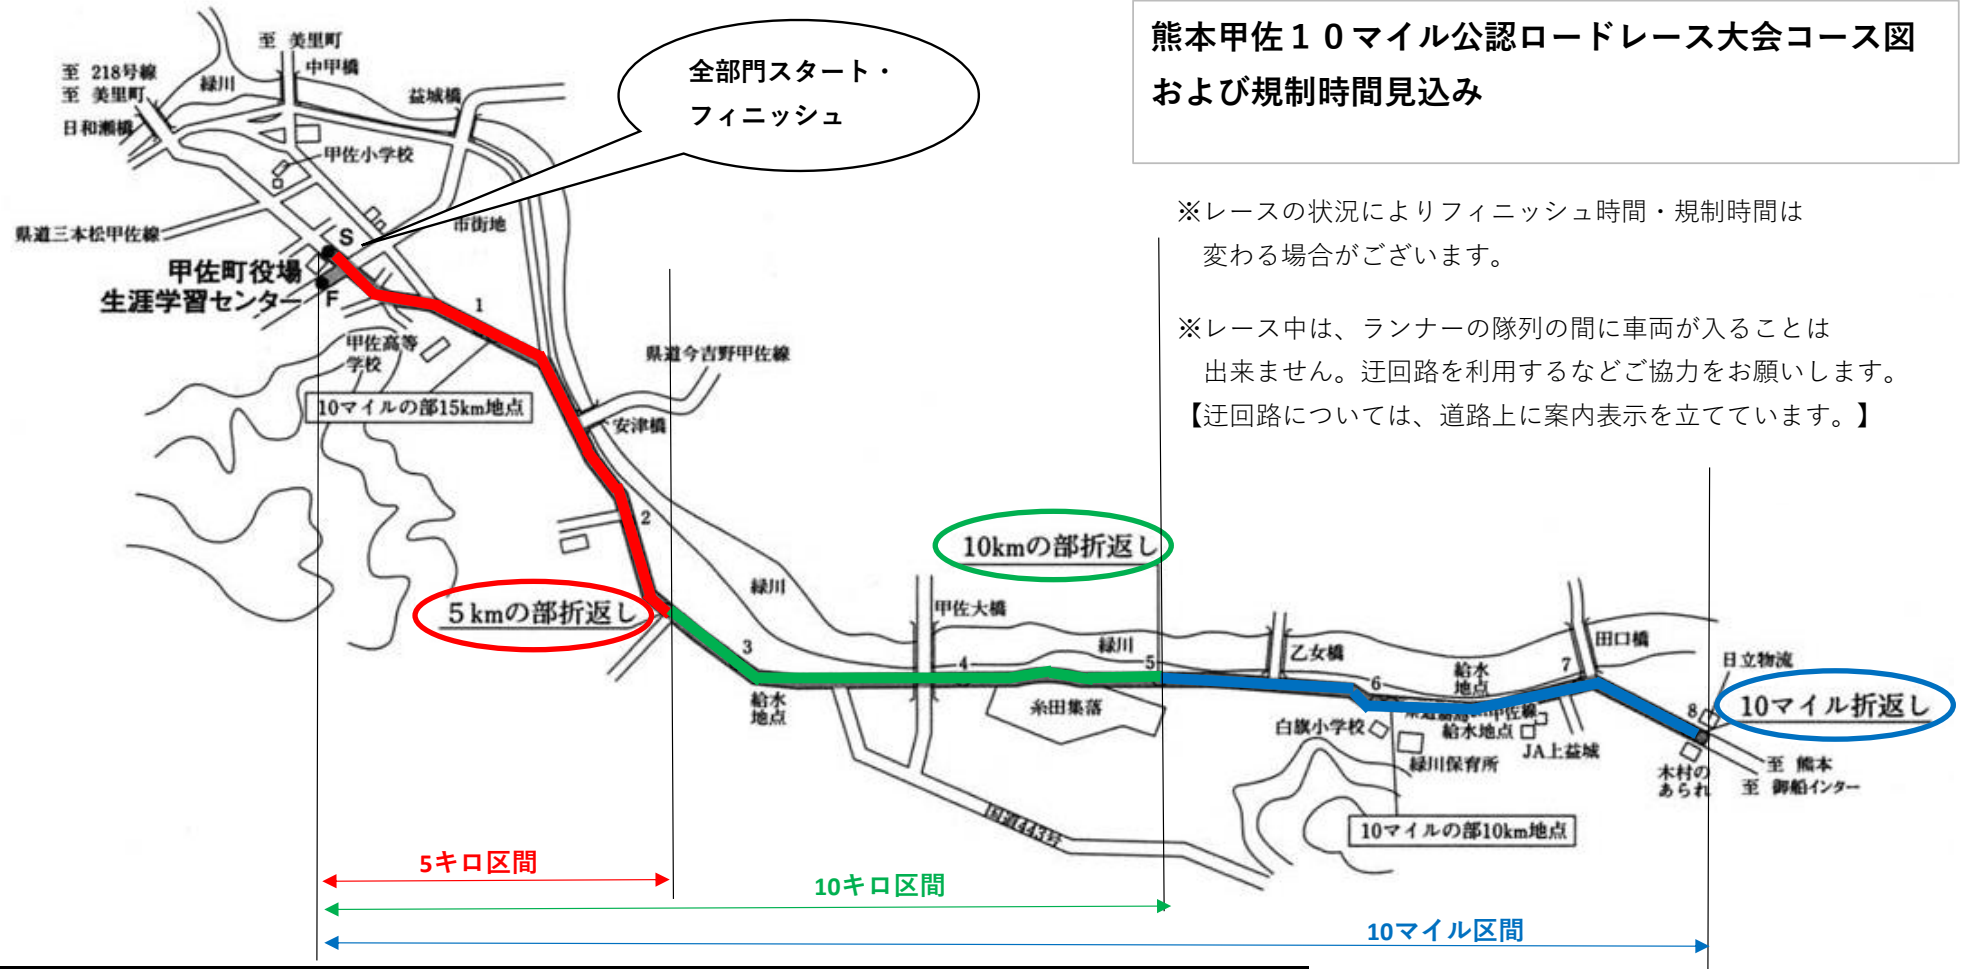 熊本甲佐１０マイル公認ロードレース大会コース図
および規制時間見込み
※レースの状況によりフィニッシュ時間・規制時間は
変わる場合がございます。
※レース中は、ランナーの隊列の間に車両が入ることは
出来ません。迂回路を利用するなどご協力をお願いします。
【迂回路については、道路上に案内表示を立てています。】
全部門スタート・
フィニッシュ
至 美里町
中甲橋
至 218号線
至 美里町
緑川
益城橋
日和瀬橋
甲佐小学校
市街地
県道三本松甲佐線
S
甲佐町役場
生涯学習センター
F
1
甲佐高等
学校
県道今吉野甲佐線
10マイルの部15km地点
安津橋
2
5kmの部折返し
緑川
3
給水
地点
甲佐大橋
10kmの部折返し
4
緑川
5
糸田集落
乙女橋
6
給水
地点
7
田口橋
日立物流
10マイル折返し
8
白旗小学校
給水地点
JA上益城
緑川保育所
木村の
あられ
至 熊本
至 御船インター
10マイルの部10km地点
国道443号
5キロ区間
10キロ区間
10マイル区間